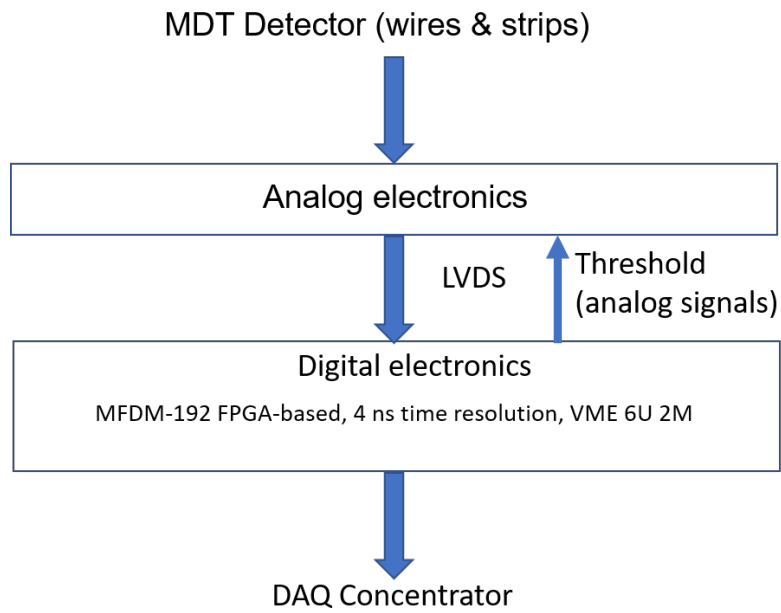 MDT Detector (wires & strips)
Analog electronics
LVDS
Threshold
(analog signals)
Digital electronics
MFDM-192 FPGA-based, 4 ns time resolution, VME 6U 2M
DAQ Concentrator